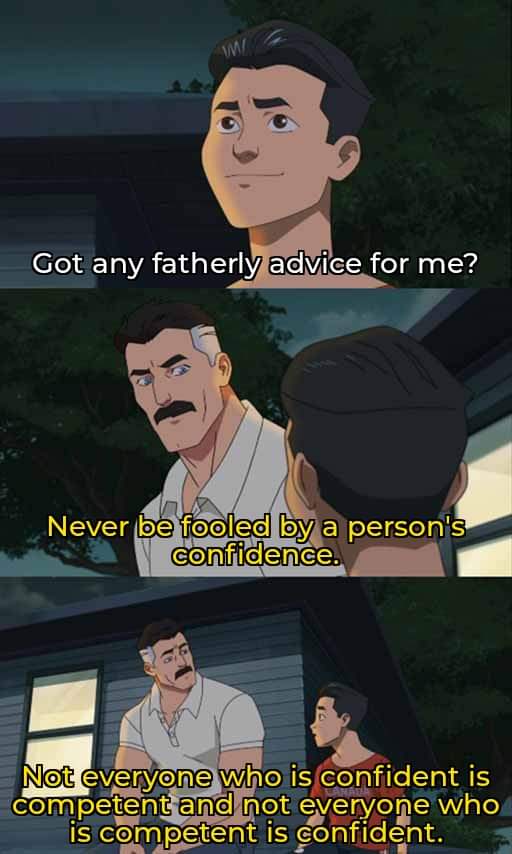 Got any fatherly advice for me?
Never be fooled by a person's
confidence.
Not everyone who is confident is
competent and not everyone who
is competent is confident.
CANADA